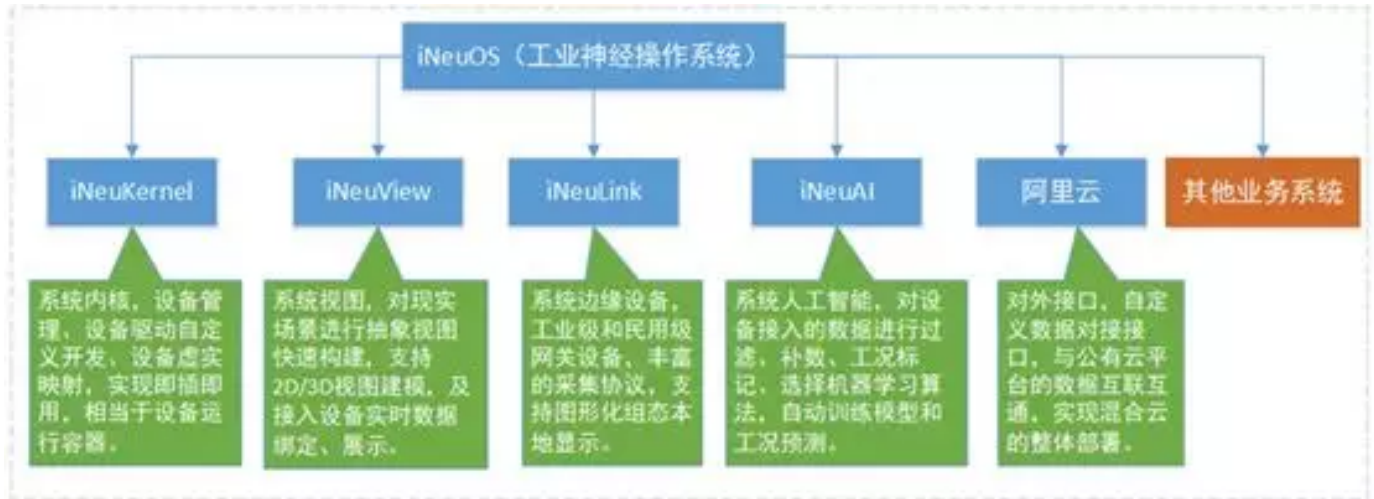 iNeuOS（工业神经操作系统）
iNeuKernel
iNeuView
iNeuLink
iNeuAI
阿里云
其他业务系统
系统内核，设备管
理、设备驱动自定
义开发、设备虚实
映射，实现即插即
用，相当于设备运
行容器。
系统视图，对现实
场景进行抽象视图
快速构建，支持
2D/3D视图建模，及
接入设备实时数据
绑定、展示。
系统边缘设备，
工业级和民用级
网关设备、丰富
的采集协议，支
持图形化组态本
地显示。
系统人工智能，对设
备接入的数据进行过
滤、补数、工况标
记、选择机器学习算
法，自动训练模型和
工况预测。
对外接口，自定
义数据对接接
口，与公有云平
台的数据互联互
通，实现混合云
的整体部署。